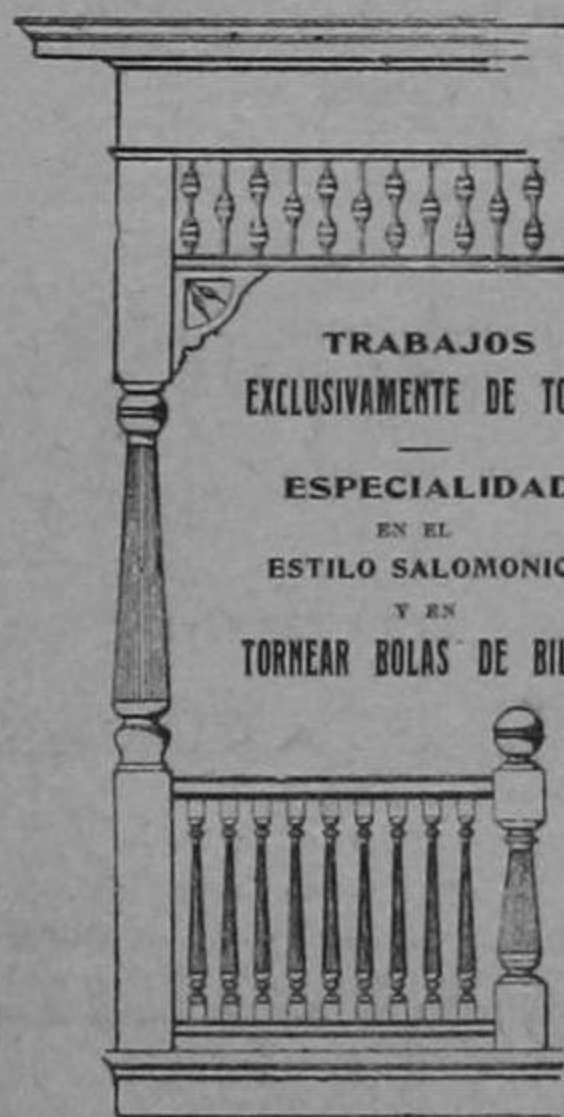 TRABAJOS
EXCLUSIVAMENTE DE
ESPECIALIDAD
EN EL
ESTILO SALOMONIC
Y EN
TORNEAR BOLAS DE